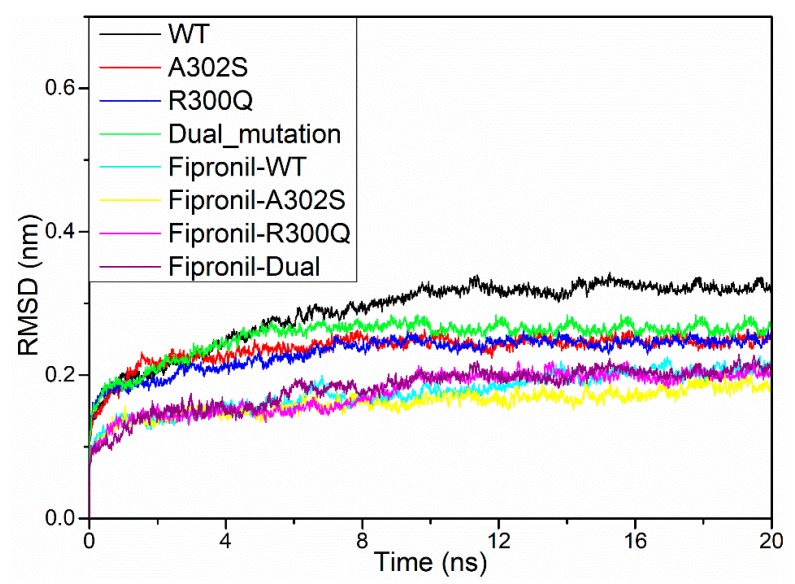 WT
A302S
R300Q
Dual_mutation
Fipronil-WT
Fipronil-A302S
Fipronil-R300Q
Fipronil-Dual
0.6
0.4
0.2
0.0
RMSD (nm)
0 4 8 12 16 20
Time (ns)